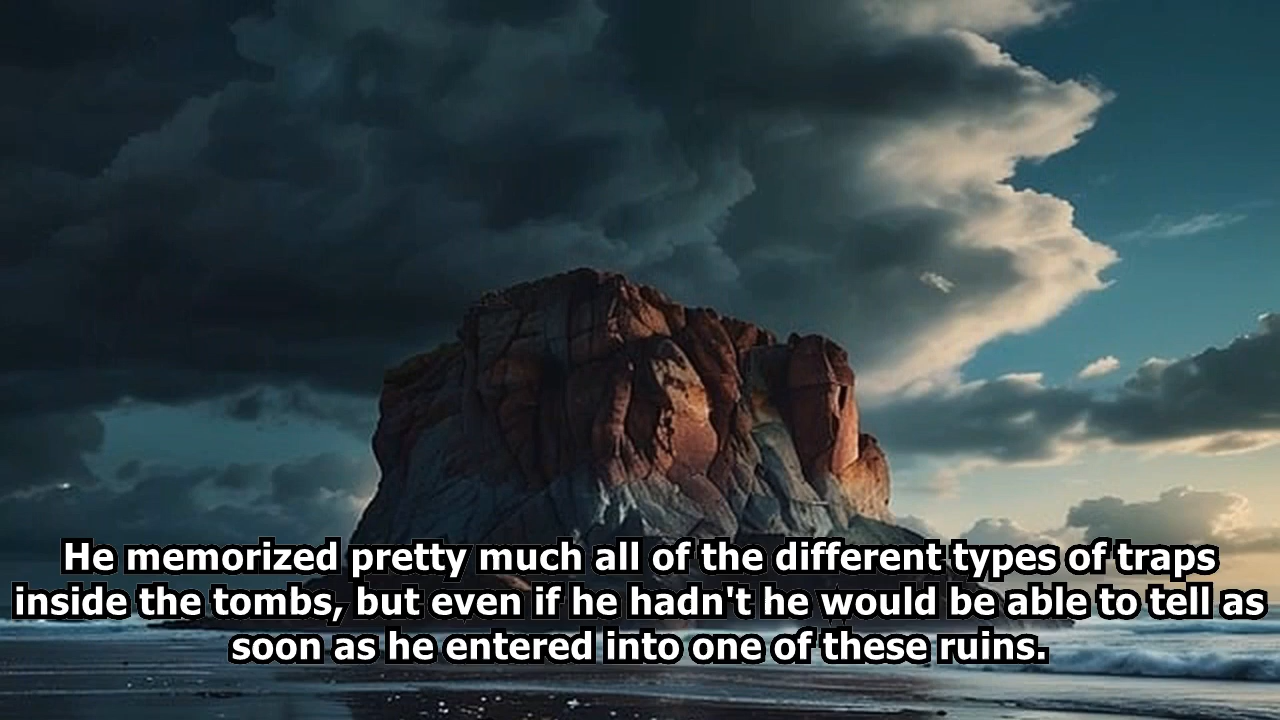 He memorized pretty much all of the different types of traps
inside the tombs, but even if he hadn't he would be able to tell as
soon as he entered into one of these ruins.